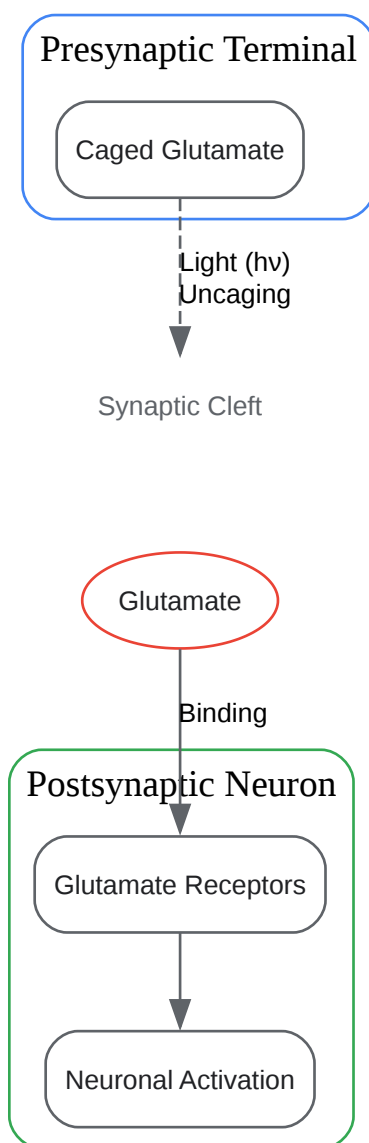 Presynaptic Terminal
Caged Glutamate
Light (hν)
Uncaging
Synaptic Cleft
Glutamate
Binding
Postsynaptic Neuron
Glutamate Receptors
Neuronal Activation